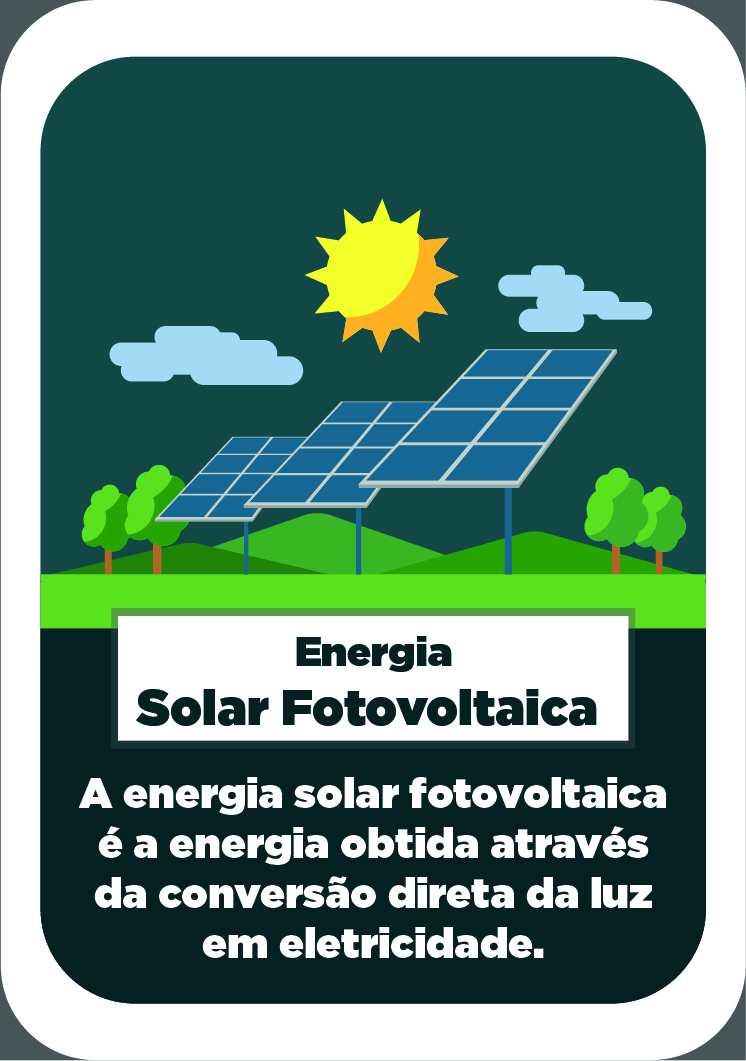 Energia
Solar Fotovoltaica
A energia solar fotovoltaica
é a energia obtida através
da conversão direta da luz
em eletricidade.